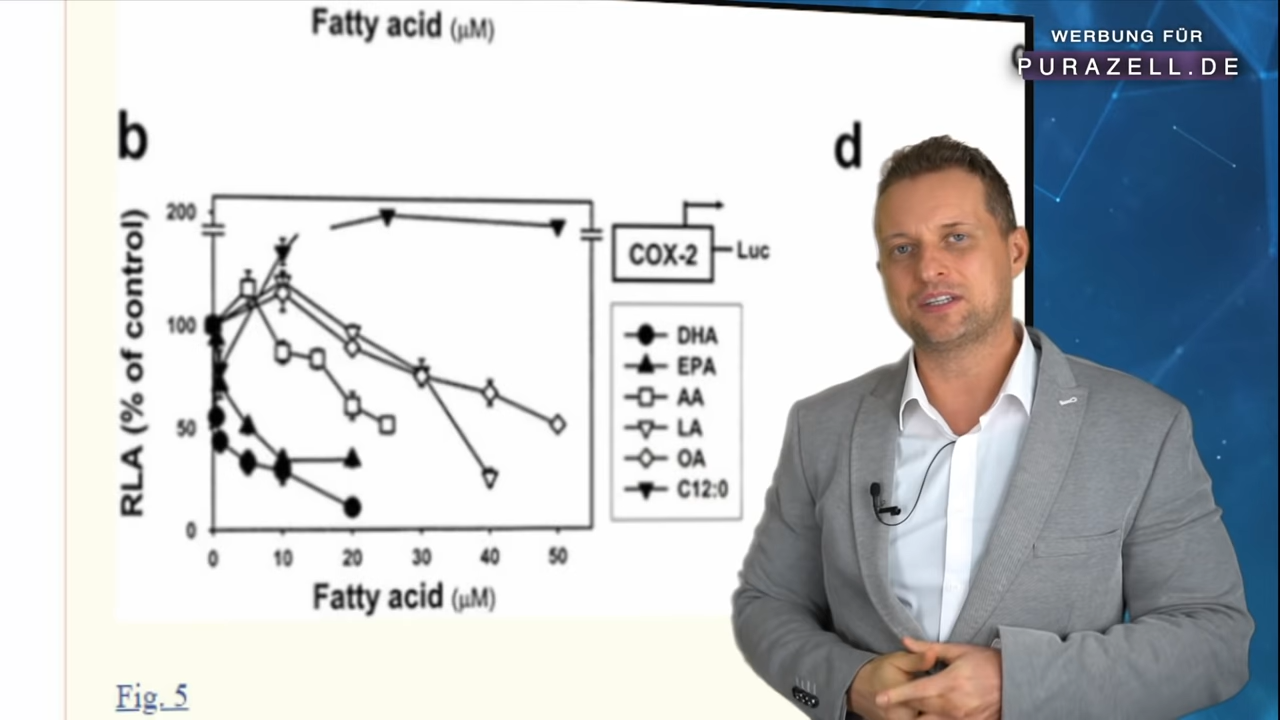 Fatty acid (μM)
WERBUNG FÜR
PURAZELL.DE
b
d
RLA (% of control)
200
100
50
0
0 10 20 30 40 50
Fatty acid (μM)
COX-2
Luc
DHA
EPA
AA
LA
OA
C12:0
Fig. 5